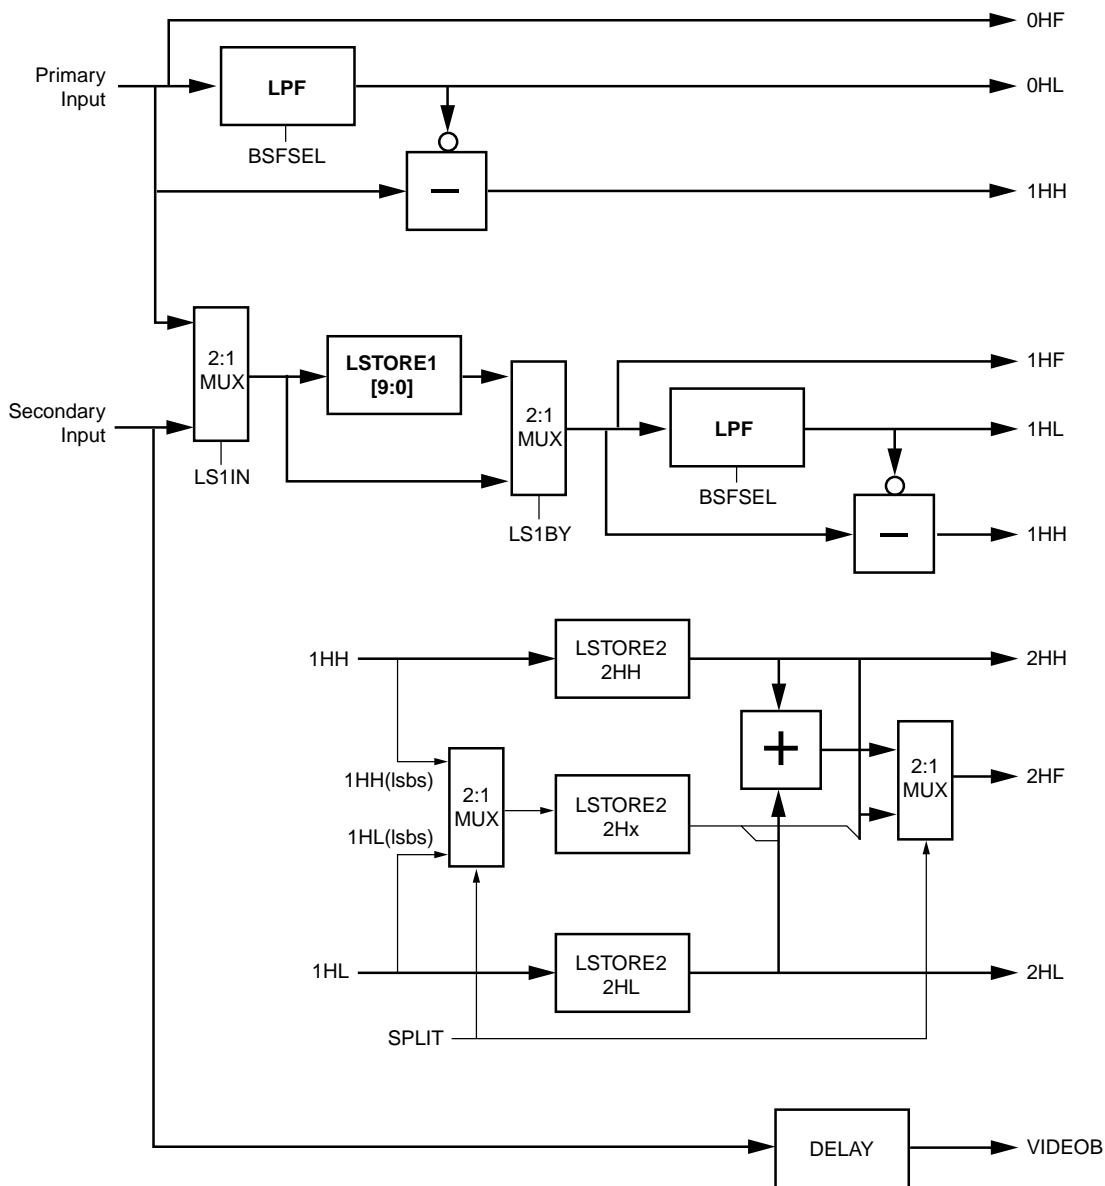 0HF
Primary
Input
LPF
0HL
BSFSEL
−
1HH
2:1
MUX
LS1IN
LSTORE1
[9:0]
2:1
MUX
LS1BY
1HF
Secondary
Input
LPF
1HL
BSFSEL
−
1HH
1HH
LSTORE2
2HH
2HH
+
1HH(lsbs)
2:1
MUX
1HL(lsbs)
LSTORE2
2Hx
2:1
MUX
2HF
1HL
LSTORE2
2HL
2HL
SPLIT
DELAY
VIDEOB